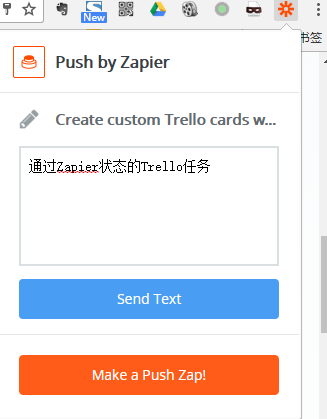 New
书签
Push by Zapier
Create custom Trello cards w...
通过Zapier状态的Trello任务
Send Text
Make a Push Zap!